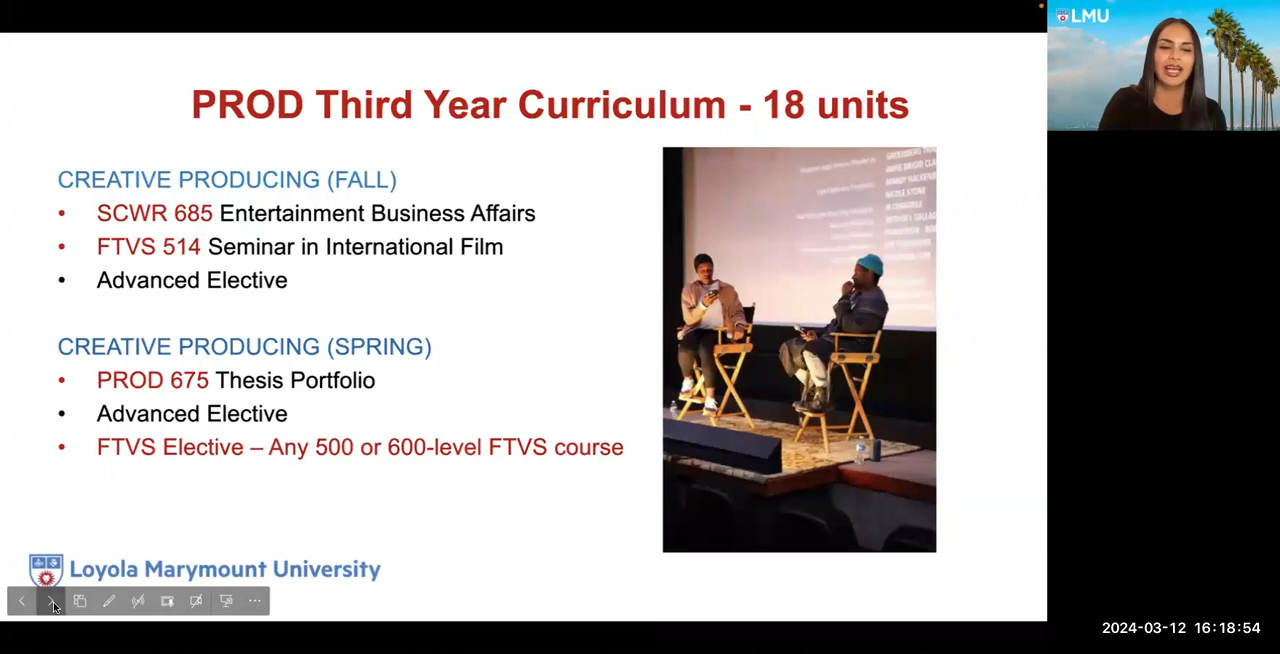 PROD Third Year Curriculum - 18 units
CREATIVE PRODUCING (FALL)
• SCWR 685 Entertainment Business Affairs
• FTVS 514 Seminar in International Film
• Advanced Elective
CREATIVE PRODUCING (SPRING)
• PROD 675 Thesis Portfolio
• Advanced Elective
• FTVS Elective – Any 500 or 600-level FTVS course
Loyola Marymount University
LMU
NICOLE STONE
2024-03-12 16:18:54